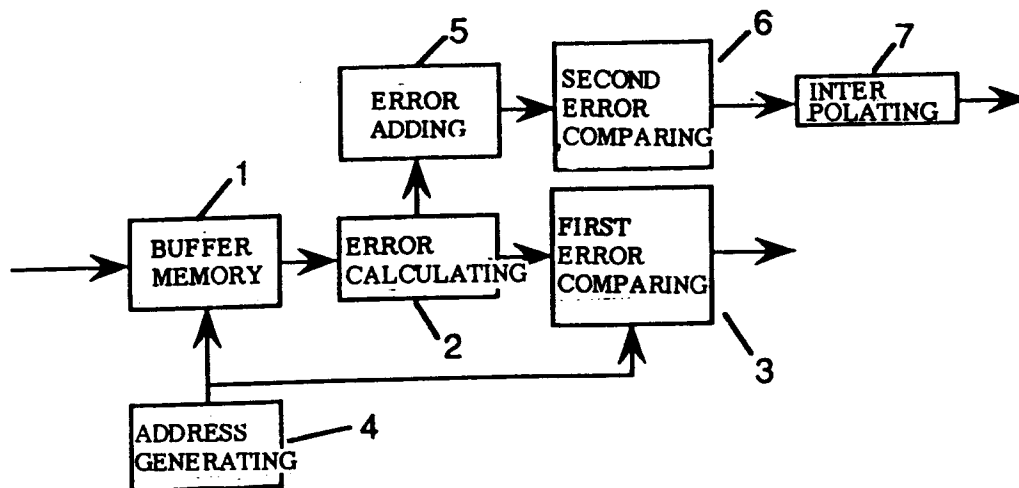 5
ERROR
ADDING
6
SECOND
ERROR
COMPARING
7
INTER
POLATING
1
BUFFER
MEMORY
ERROR
CALCULATING
2
FIRST
ERROR
COMPARING
3
ADDRESS
GENERATING
4